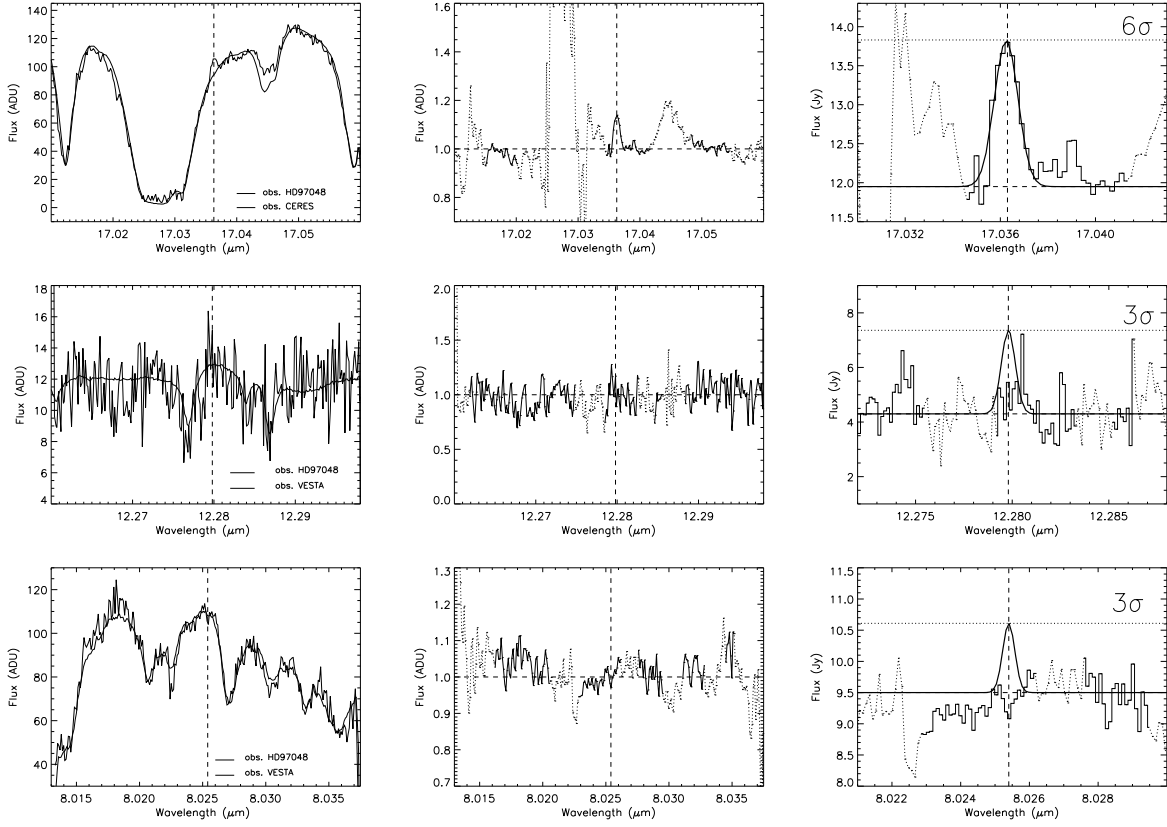 140
120
100
80
60
40
20
0
Flux (ADU)
obs. HD97048
obs. CERES
17.02 17.03 17.04 17.05
Wavelength (μm)
1.6
1.4
1.2
1.0
0.8
Flux (ADU)
17.02 17.03 17.04 17.05
Wavelength (μm)
6σ
14.0
13.5
13.0
12.5
12.0
11.5
Flux (Jy)
17.032 17.036 17.040
Wavelength (μm)
18
16
14
12
10
8
6
4
Flux (ADU)
obs. HD97048
obs. VESTA
12.27 12.28 12.29
Wavelength (μm)
2.0
1.5
1.0
0.5
0.0
Flux (ADU)
12.27 12.28 12.29
Wavelength (μm)
3σ
8
6
4
2
Flux (Jy)
12.275 12.280 12.285
Wavelength (μm)
120
100
80
60
40
Flux (ADU)
obs. HD97048
obs. VESTA
8.015 8.020 8.025 8.030 8.035
Wavelength (μm)
1.3
1.2
1.1
1.0
0.9
0.8
0.7
Flux (ADU)
8.015 8.020 8.025 8.030 8.035
Wavelength (μm)
3σ
11.0
10.5
10.0
9.5
9.0
8.5
8.0
Flux (Jy)
8.022 8.024 8.026 8.028
Wavelength (μm)